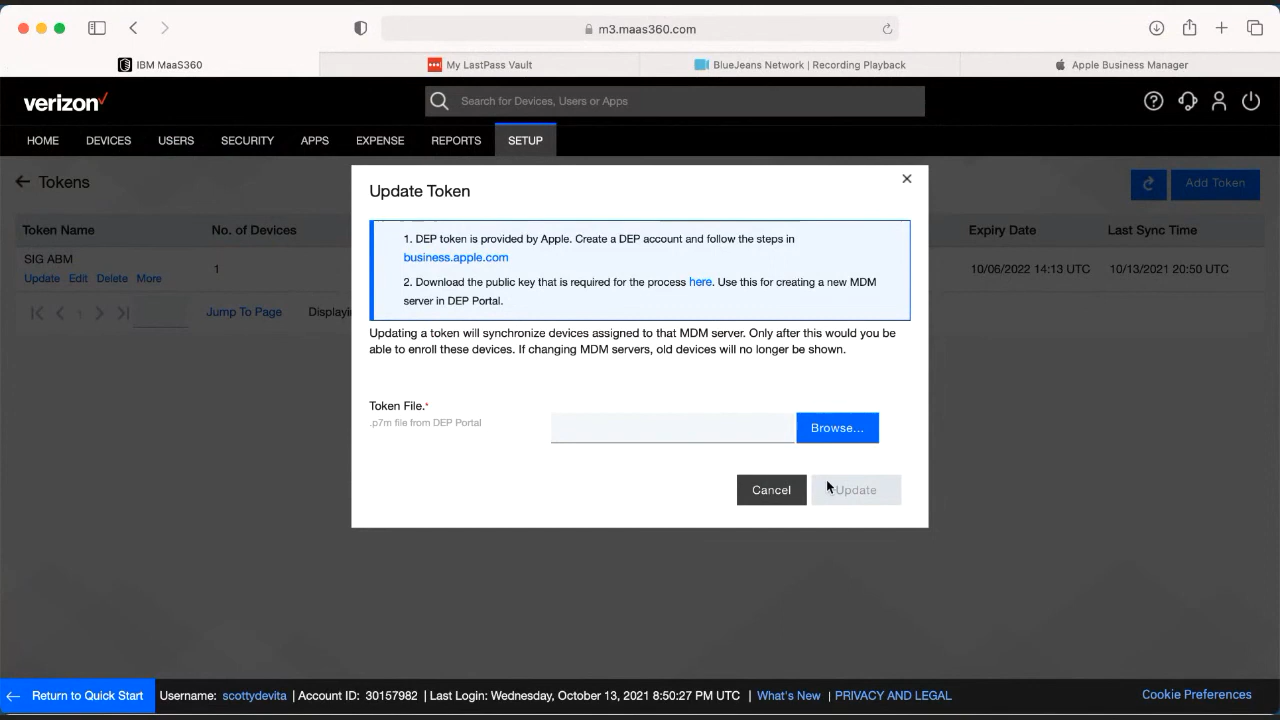 m3.maas360.com
IBM MaaS360
My LastPass Vault
BlueJeans Network | Recording Playback
Apple Business Manager
verizon✓
Search for Devices, Users or Apps
HOME DEVICES USERS SECURITY APPS EXPENSE REPORTS SETUP
Tokens
Add Token
Token Name No. of Devices Expiry Date Last Sync Time
SIG ABM
1 10/06/2022 14:13 UTC 10/13/2021 20:50 UTC
Update Edit Delete More
1 Jump To Page
Update Token
1. DEP token is provided by Apple. Create a DEP account and follow the steps in
business.apple.com
2. Download the public key that is required for the process here. Use this for creating a new MDM
server in DEP Portal.
Updating a token will synchronize devices assigned to that MDM server. Only after this would you be
able to enroll these devices. If changing MDM servers, old devices will no longer be shown.
Token File.*
.p7m file from DEP Portal
Browse...
Cancel Update
Return to Quick Start Username: scottydevita | Account ID: 30157982 | Last Login: Wednesday, October 13, 2021 8:50:27 PM UTC | What's New | PRIVACY AND LEGAL Cookie Preferences